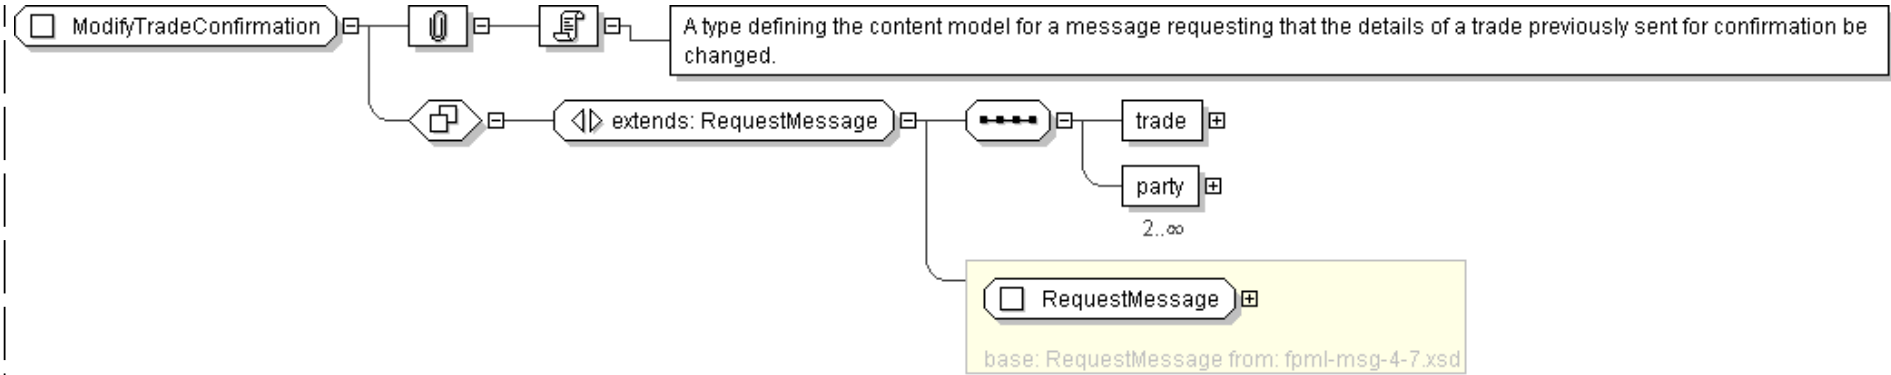 ModifyTradeConfirmation
A type defining the content model for a message requesting that the details of a trade previously sent for confirmation be
changed.
extends: RequestMessage
trade
party
2..∞
RequestMessage
base: RequestMessage from: fpml-msg-4-7.xsd